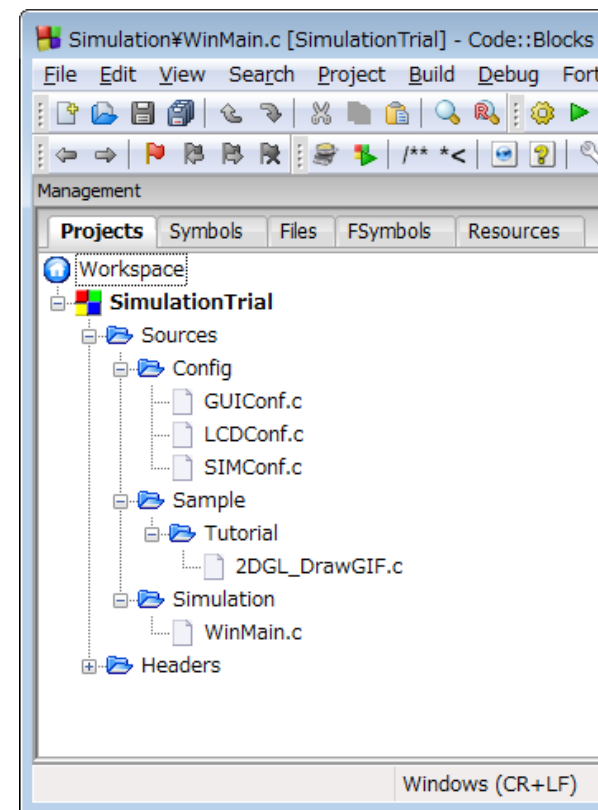 Simulation¥WinMain.c [SimulationTrial] - Code::Blocks
File Edit View Search Project Build Debug Fort
/** *<
Management
Projects Symbols Files FSymbols Resources
Workspace
SimulationTrial
Sources
Config
GUIConf.c
LCDConf.c
SIMConf.c
Sample
Tutorial
2DGL_DrawGIF.c
Simulation
WinMain.c
Headers
Windows (CR+LF)